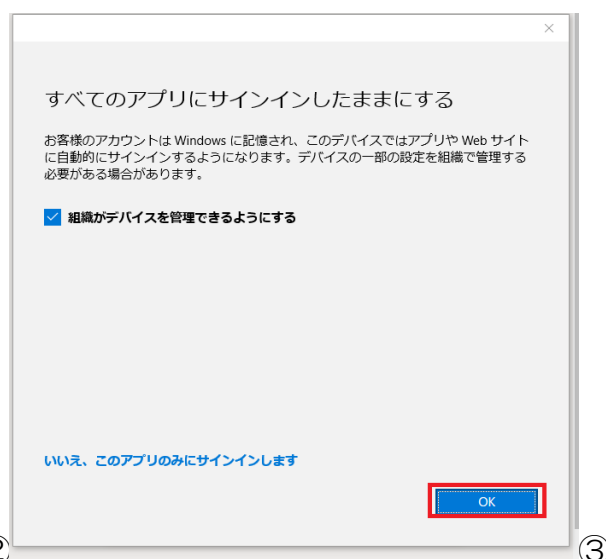 すべてのアプリにサインインしたままにする
お客様のアカウントは Windows に記憶され、このデバイスではアプリや Web サイト
に自動的にサインインするようになります。デバイスの一部の設定を組織で管理する
必要がある場合があります。
組織がデバイスを管理できるようにする
いいえ、このアプリのみにサインインします
OK
②
③